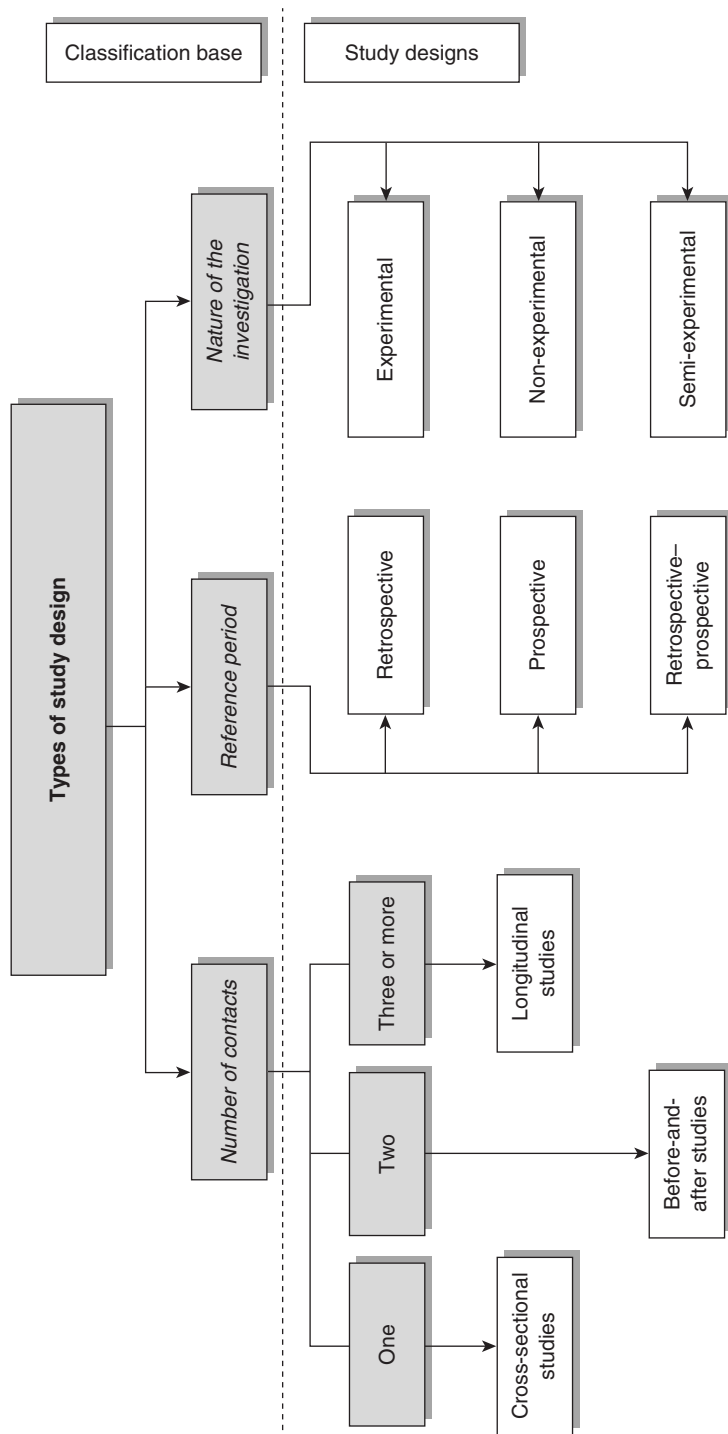 Classification base
Study designs
Types of study design
Number of contacts
Reference period
Nature of the
investigation
One
Two
Three or more
Cross-sectional
studies
Before-and-
after studies
Longitudinal
studies
Retrospective
Prospective
Retrospective–
prospective
Experimental
Non-experimental
Semi-experimental